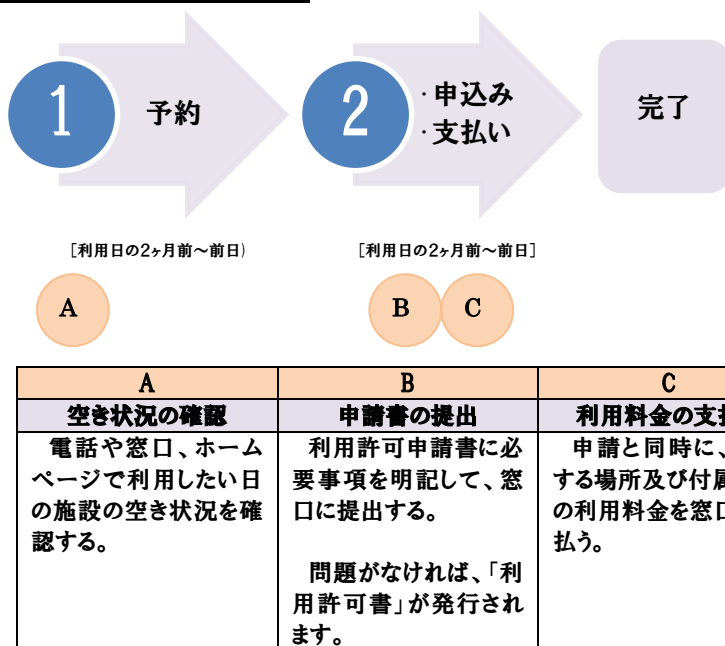 1
予約
2
・申込み
・支払い
完了
[利用日の2ヶ月前～前日)
[利用日の2ヶ月前～前日]
A
B
C
A
B
C
空き状況の確認
申請書の提出
利用料金の支
電話や窓口、ホーム
ページで利用したい日
の施設の空き状況を確
認する。
利用許可申請書に必
要事項を明記して、窓
口に提出する。
問題がなければ、「利
用許可書」が発行され
ます。
申請と同時に、
する場所及び付
の利用料金を窓
払う。